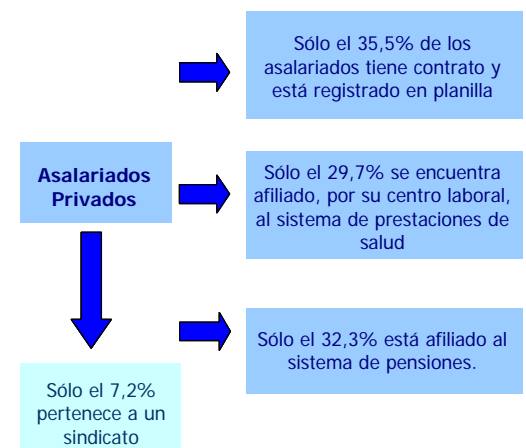 Sólo el 35,5% de los
asalariados tiene contrato y
está registrado en planilla
Asalariados
Privados
Sólo el 29,7% se encuentra
afiliado, por su centro laboral,
al sistema de prestaciones de
salud
Sólo el 32,3% está afiliado al
sistema de pensiones.
Sólo el 7,2%
pertenece a un
sindicato